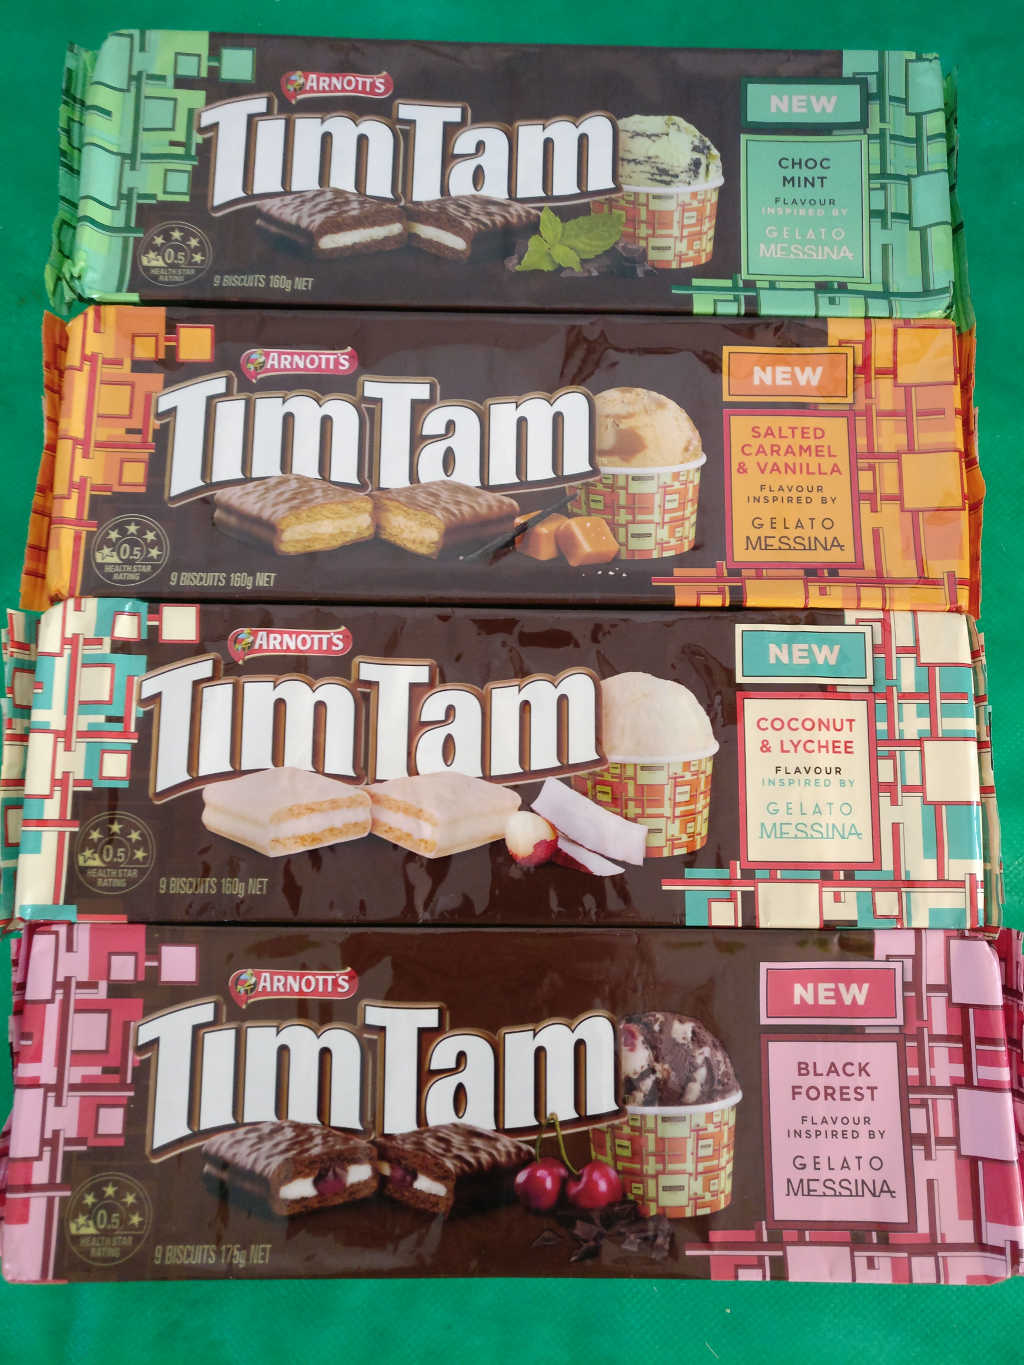 ARNOTT'S
TimTam
NEW
CHOC
MINT
FLAVOUR
INSPIRED BY
GELATO
MESSINA
0.5
HEALTH STAR
RATING
9 BISCUITS 160g NET
ARNOTT'S
TimTam
NEW
SALTED
CARAMEL
& VANILLA
FLAVOUR
INSPIRED BY
GELATO
MESSINA
0.5
HEALTH STAR
RATING
9 BISCUITS 160g NET
ARNOTT'S
TimTam
NEW
COCONUT
& LYCHEE
FLAVOUR
INSPIRED BY
GELATO
MESSINA
0.5
HEALTH STAR
RATING
9 BISCUITS 160g NET
ARNOTT'S
TimTam
NEW
BLACK
FOREST
FLAVOUR
INSPIRED BY
GELATO
MESSINA
0.5
HEALTH STAR
RATING
9 BISCUITS 175g NET